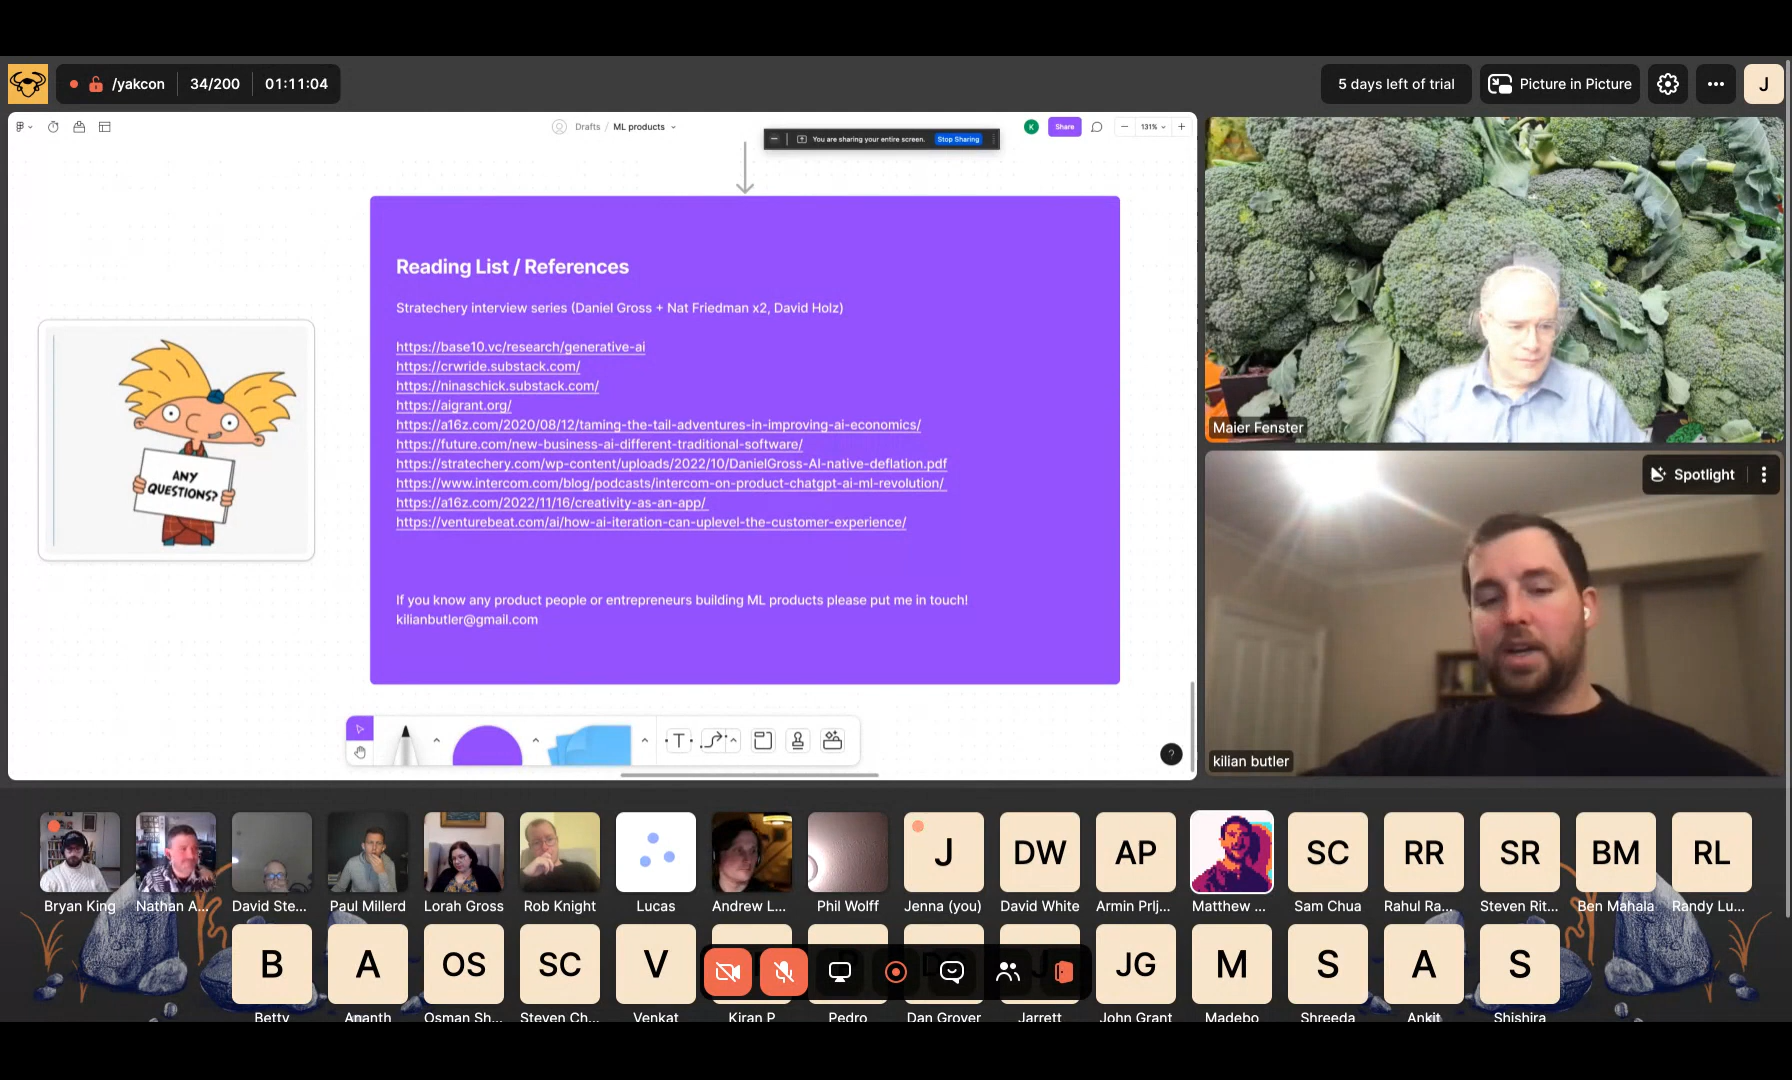 /yakcon
34/200
01:11:04
5 days left of trial
Picture in Picture
J
Drafts / ML products
You are sharing your entire screen.
Stop Sharing
K
Share
131%
Reading List / References
Stratechery interview series (Daniel Gross + Nat Friedman x2, David Holz)
https://base10.vc/research/generative-ai
https://crwride.substack.com/
https://ninaschick.substack.com/
https://aigrant.org/
https://a16z.com/2020/08/12/taming-the-tail-adventures-in-improving-ai-economics/
https://future.com/new-business-ai-different-traditional-software/
https://stratechery.com/wp-content/uploads/2022/10/DanielGross-AI-native-deflation.pdf
https://www.intercom.com/blog/podcasts/intercom-on-product-chatgpt-ai-ml-revolution/
https://a16z.com/2022/11/16/creativity-as-an-app/
https://venturebeat.com/ai/how-ai-iteration-can-uplevel-the-customer-experience/
If you know any product people or entrepreneurs building ML products please put me in touch!
kilianbutler@gmail.com
ANY
QUESTIONS?
T
?
Maier Fenster
Spotlight
kilian butler
J
DW
AP
SC
RR
SR
BM
RL
Bryan King
Nathan A...
David Ste...
Paul Millerd
Lorah Gross
Rob Knight
Lucas
Andrew L...
Phil Wolff
Jenna (you)
David White
Armin Prlj...
Matthew ...
Sam Chua
Rahul Ra...
Steven Rit...
Ben Mahala
Randy Lu...
B
A
OS
SC
V
D
J
JG
M
S
A
S
Betty
Ananth
Osman Sh...
Steven Ch...
Venkat
Kiran P
Pedro
Dan Grover
Jarrett
John Grant
Madebo
Shreeda
Ankit
Shishira